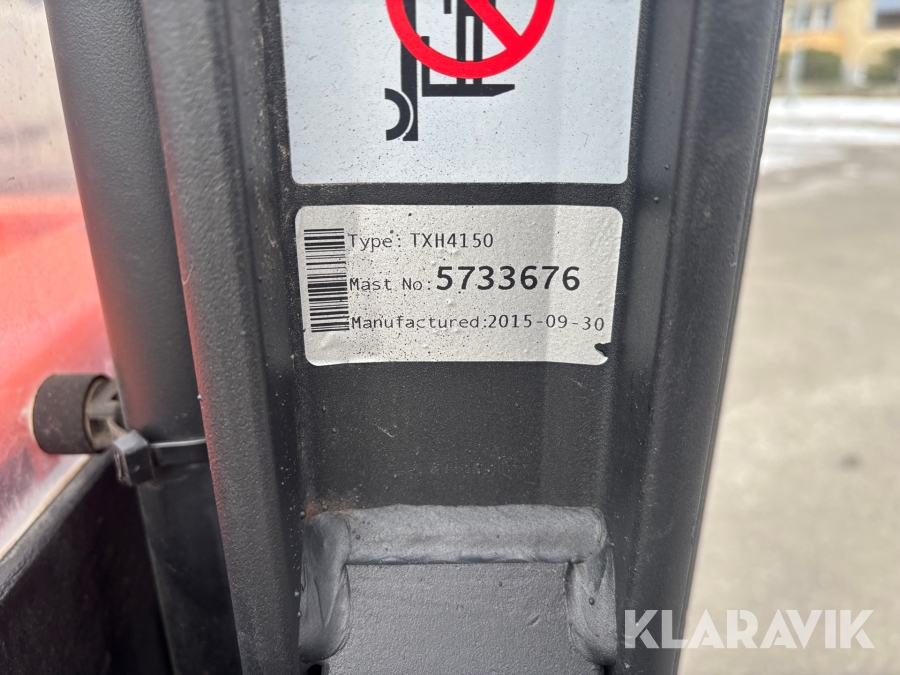 Type: TXH4150
Mast No: 5733676
Manufactured:2015-09-30
KLARAVIK